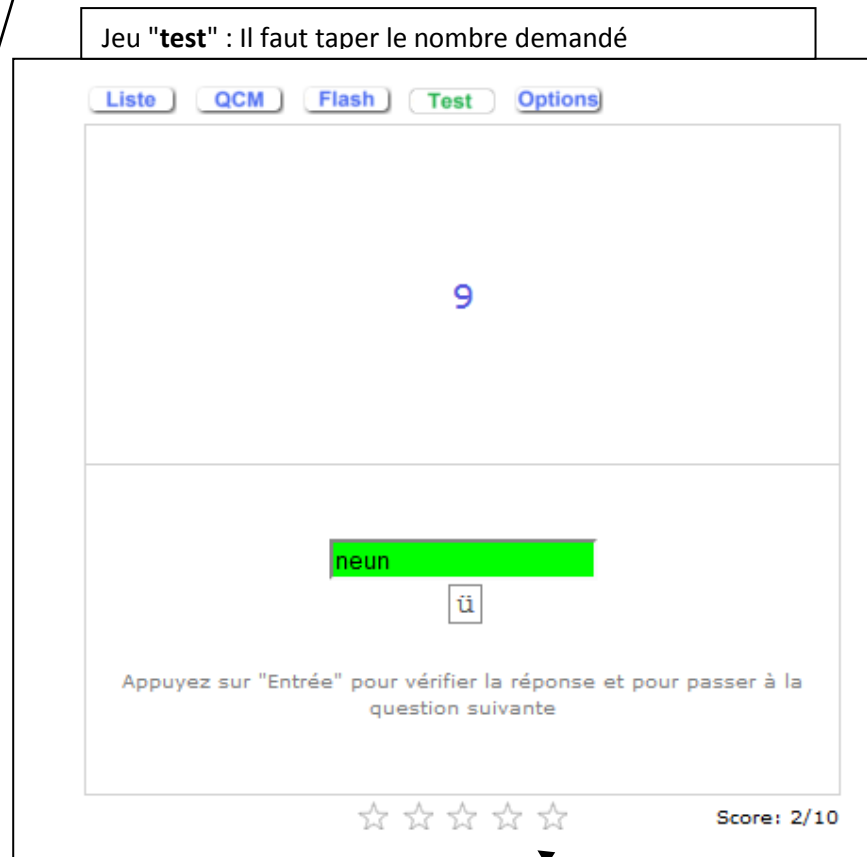 Jeu "test" : Il faut taper le nombre demandé
Liste QCM Flash Test Options
9
neun
ü
Appuyez sur "Entrée" pour vérifier la réponse et pour passer à la
question suivante
Score: 2/10